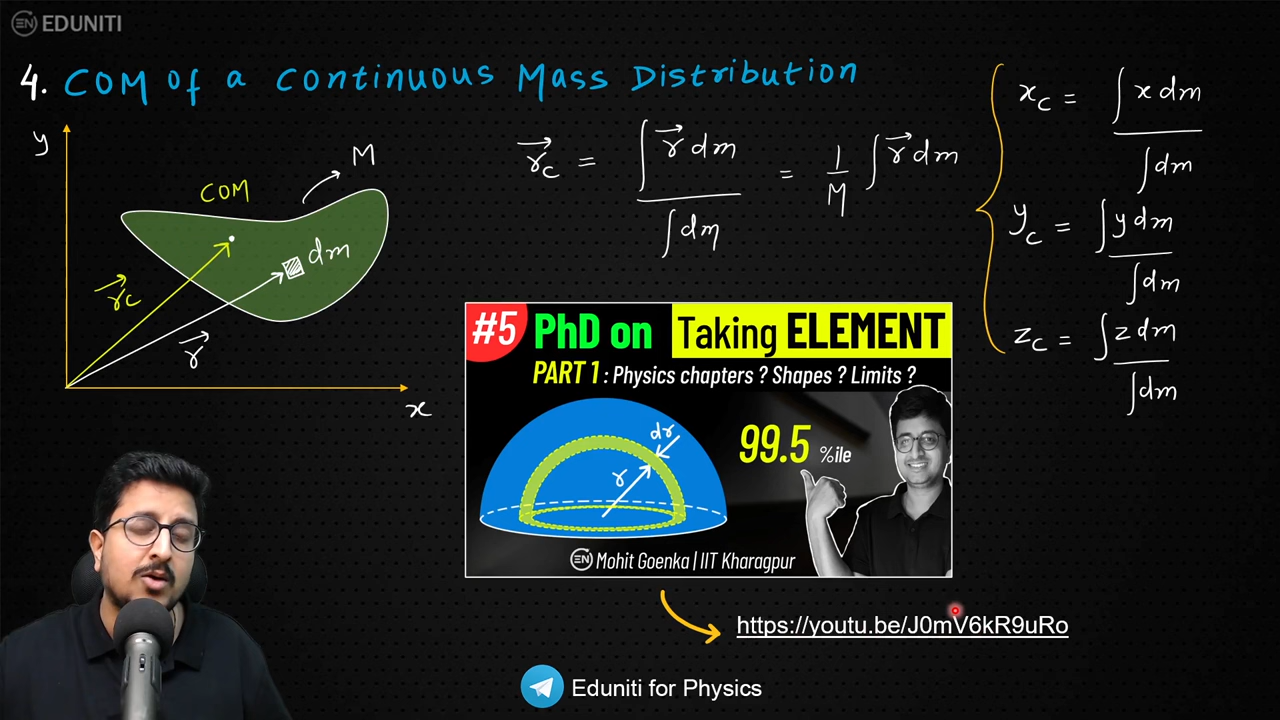 EN EDUNITI
4. COM of a Continuous Mass Distribution
y
M
COM
dm
r⃗c
r⃗
x
r⃗c = ∫ r⃗ dm / ∫ dm = 1/M ∫ r⃗ dm
xc = ∫ x dm / ∫ dm
yc = ∫ y dm / ∫ dm
zc = ∫ z dm / ∫ dm
#5 PhD on Taking ELEMENT
PART 1 : Physics chapters ? Shapes ? Limits ?
dr
r
99.5 %ile
EN Mohit Goenka | IIT Kharagpur
https://youtu.be/J0mV6kR9uRo
Eduniti for Physics